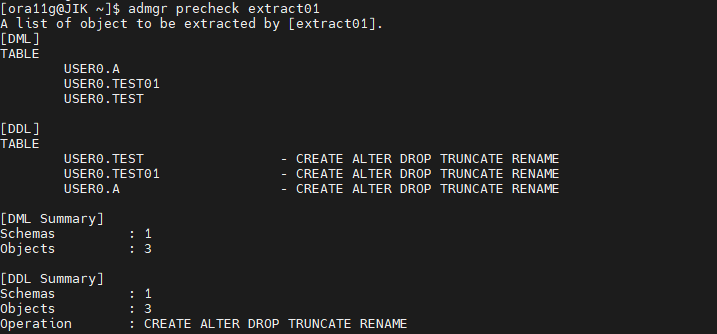 [ora11g@JIK ~]$ admgr precheck extract01
A list of object to be extracted by [extract01].
[DML]
TABLE
USER0.A
USER0.TEST01
USER0.TEST
[DDL]
TABLE
USER0.TEST - CREATE ALTER DROP TRUNCATE RENAME
USER0.TEST01 - CREATE ALTER DROP TRUNCATE RENAME
USER0.A - CREATE ALTER DROP TRUNCATE RENAME
[DML Summary]
Schemas : 1
Objects : 3
[DDL Summary]
Schemas : 1
Objects : 3
Operation : CREATE ALTER DROP TRUNCATE RENAME